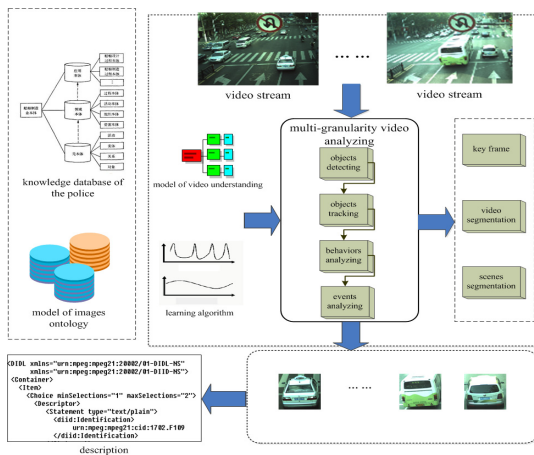 video stream
... ...
video stream
multi-granularity video
analyzing
objects
detecting
objects
tracking
behaviors
analyzing
events
analyzing
key frame
video
segmentation
scenes
segmentation
knowledge database of
the police
model of images
ontology
model of video understanding
learning algorithm
... ...
<DIDL xmlns="urn:mpeg:mpeg21:20002/01-DIDL-NS"
xmlns="urn:mpeg:mpeg21:20002/01-DIID-NS">
<Container>
<Item>
<Choice minSelections="1" maxSelections="2">
<Descriptor>
<Statement type="text/plain">
<diid:Identification>
urn:mpeg:mpeg21:cid:1702.F109
</diid:Identification>
description